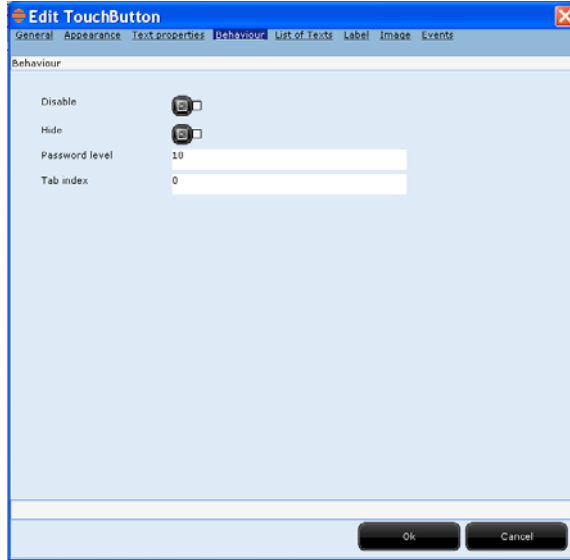 Edit TouchButton
General Appearance Text properties Behaviour List of Texts Label Image Events
Behaviour
Disable
Hide
Password level 10
Tab index 0
Ok Cancel